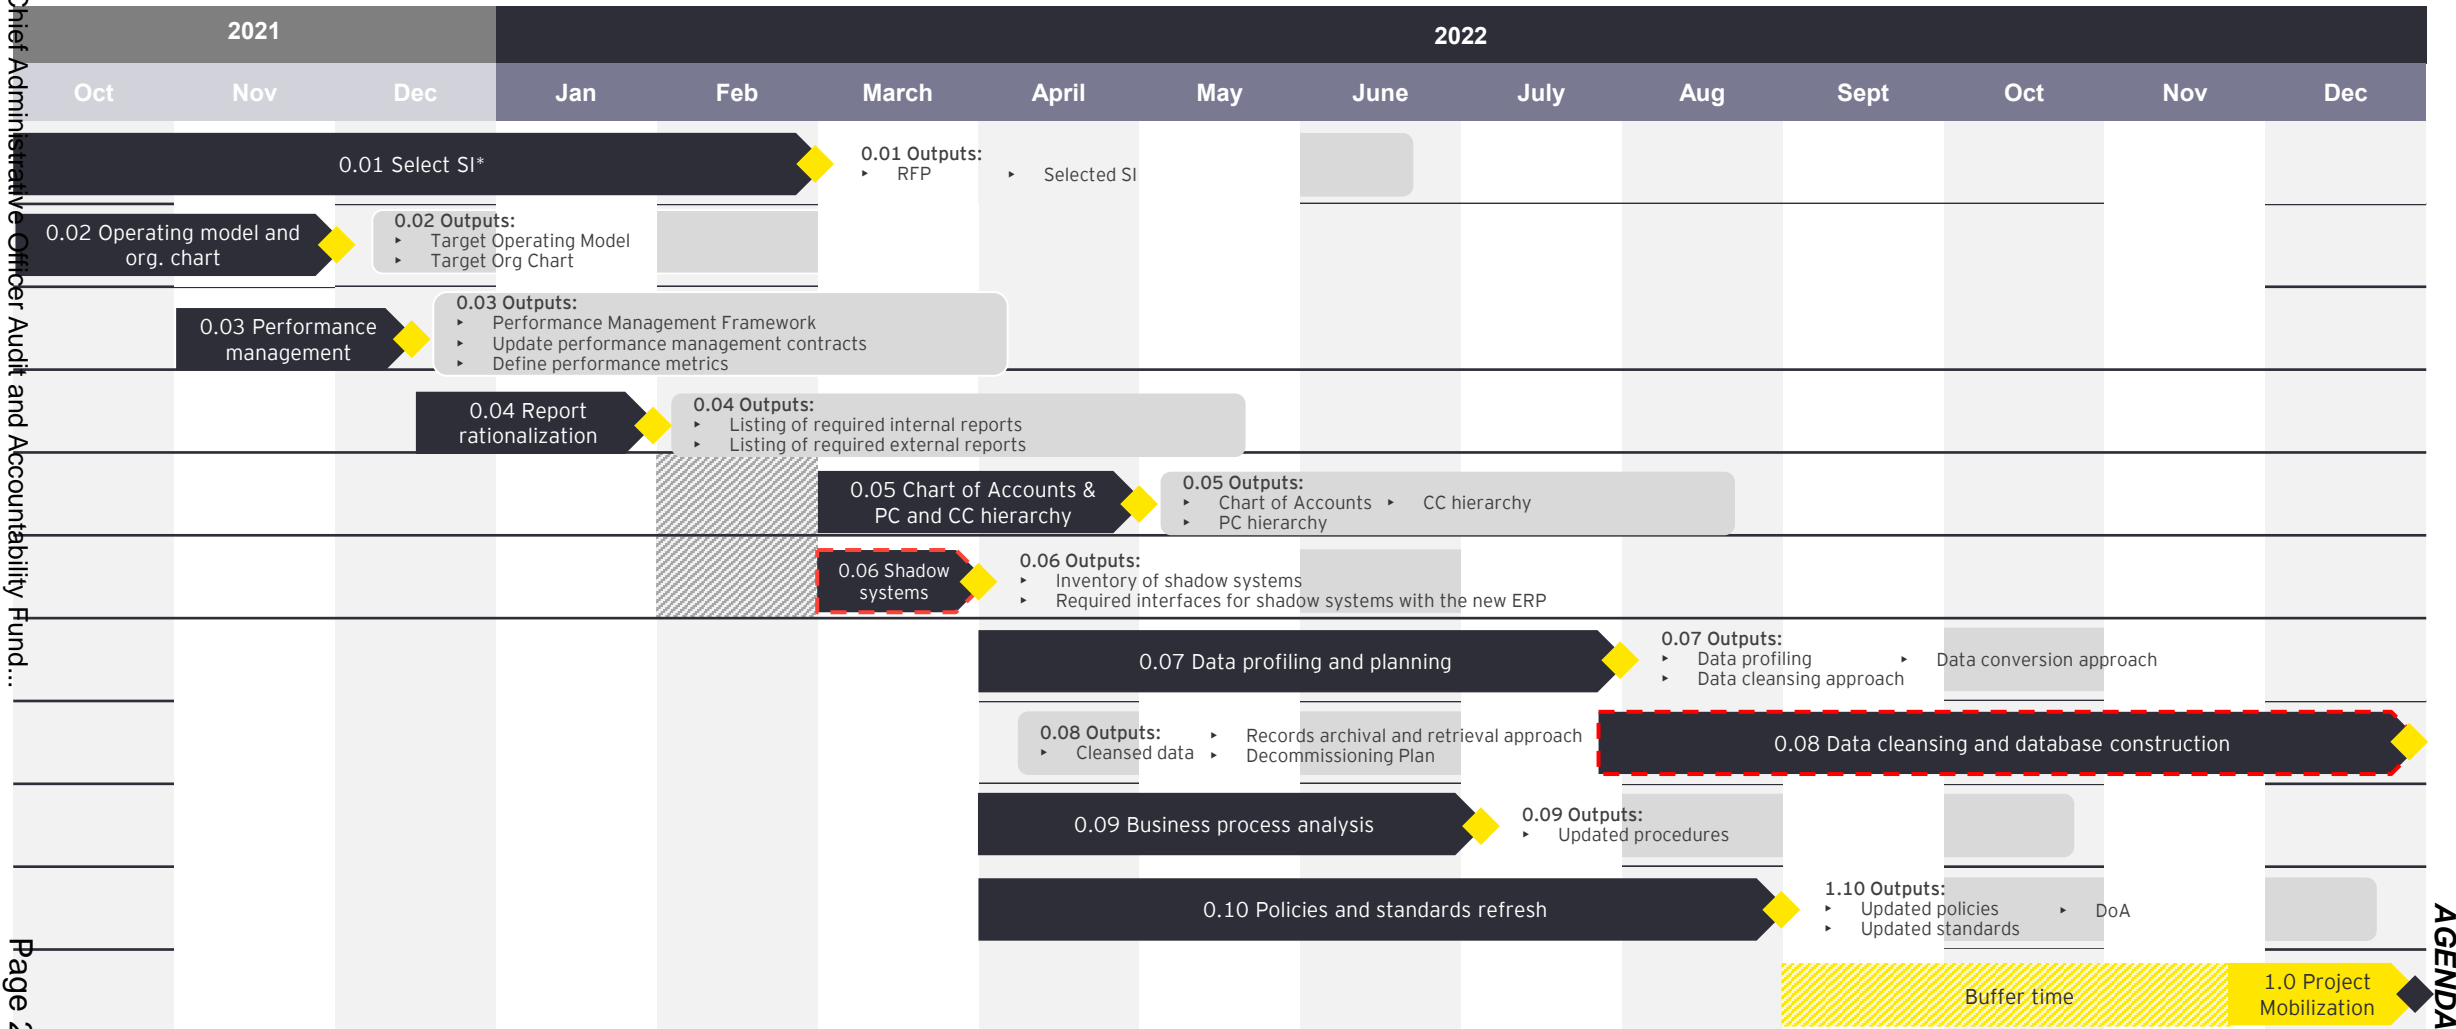 2021
2022
Oct
Nov
Dec
Jan
Feb
March
April
May
June
July
Aug
Sept
Oct
Nov
Dec
0.01 Select SI*
0.01 Outputs:
‣ RFP
‣ Selected SI
0.02 Operating model and
org. chart
0.02 Outputs:
‣ Target Operating Model
‣ Target Org Chart
0.03 Performance
management
0.03 Outputs:
‣ Performance Management Framework
‣ Update performance management contracts
‣ Define performance metrics
0.04 Report
rationalization
0.04 Outputs:
‣ Listing of required internal reports
‣ Listing of required external reports
0.05 Chart of Accounts &
PC and CC hierarchy
0.05 Outputs:
‣ Chart of Accounts
‣ CC hierarchy
‣ PC hierarchy
0.06 Shadow
systems
0.06 Outputs:
‣ Inventory of shadow systems
‣ Required interfaces for shadow systems with the new ERP
0.07 Data profiling and planning
0.07 Outputs:
‣ Data profiling
‣ Data conversion approach
‣ Data cleansing approach
0.08 Outputs:
‣ Cleansed data
‣ Records archival and retrieval approach
‣ Decommissioning Plan
0.08 Data cleansing and database construction
0.09 Business process analysis
0.09 Outputs:
‣ Updated procedures
0.10 Policies and standards refresh
1.10 Outputs:
‣ Updated policies
‣ DoA
‣ Updated standards
Buffer time
1.0 Project
Mobilization
Chief Administrative Officer Audit and Accountability Fund...
Page 2
AGENDA